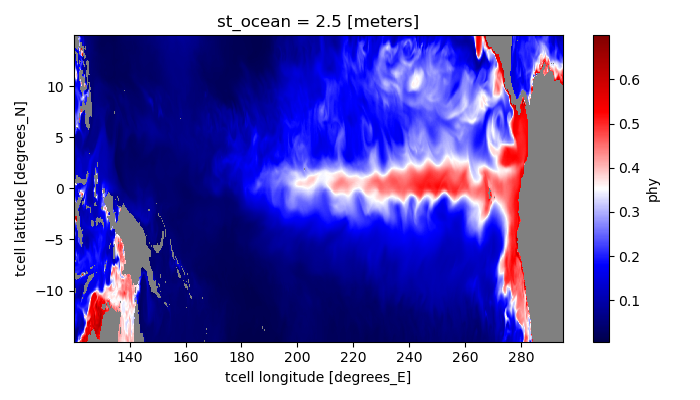 st_ocean = 2.5 [meters]
tcell latitude [degrees_N]
10
5
0
−5
−10
140 160 180 200 220 240 260 280
tcell longitude [degrees_E]
0.6
0.5
0.4
0.3
0.2
0.1
phy